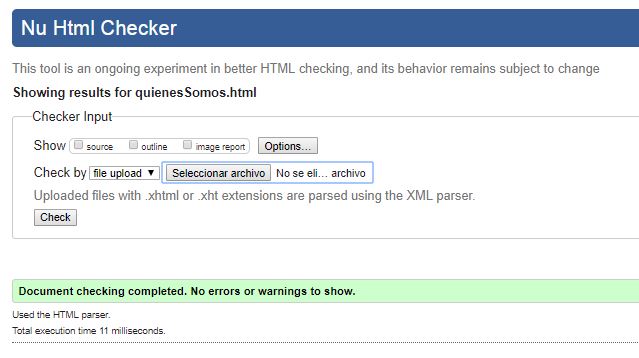 Nu Html Checker
This tool is an ongoing experiment in better HTML checking, and its behavior remains subject to change
Showing results for quienesSomos.html
Checker Input
Show source outline image report Options...
Check by file upload Seleccionar archivo No se eli... archivo
Uploaded files with .xhtml or .xht extensions are parsed using the XML parser.
Check
Document checking completed. No errors or warnings to show.
Used the HTML parser.
Total execution time 11 milliseconds.